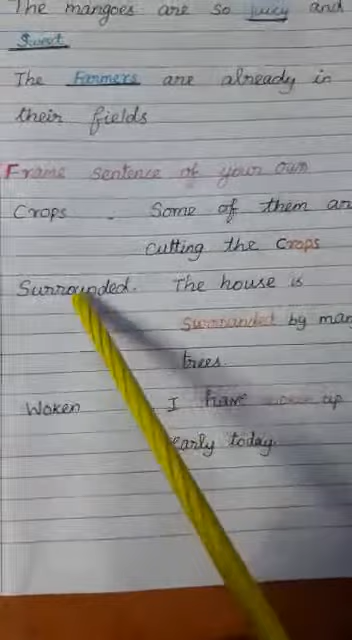 The mangoes are so juicy and
Sweet
The Farmers are already in
their fields
Frame sentence of your own
Crops - Some of them ar
cutting the crops
Surrounded. The house is
Surrounded by man
trees.
Woken I have up
early today